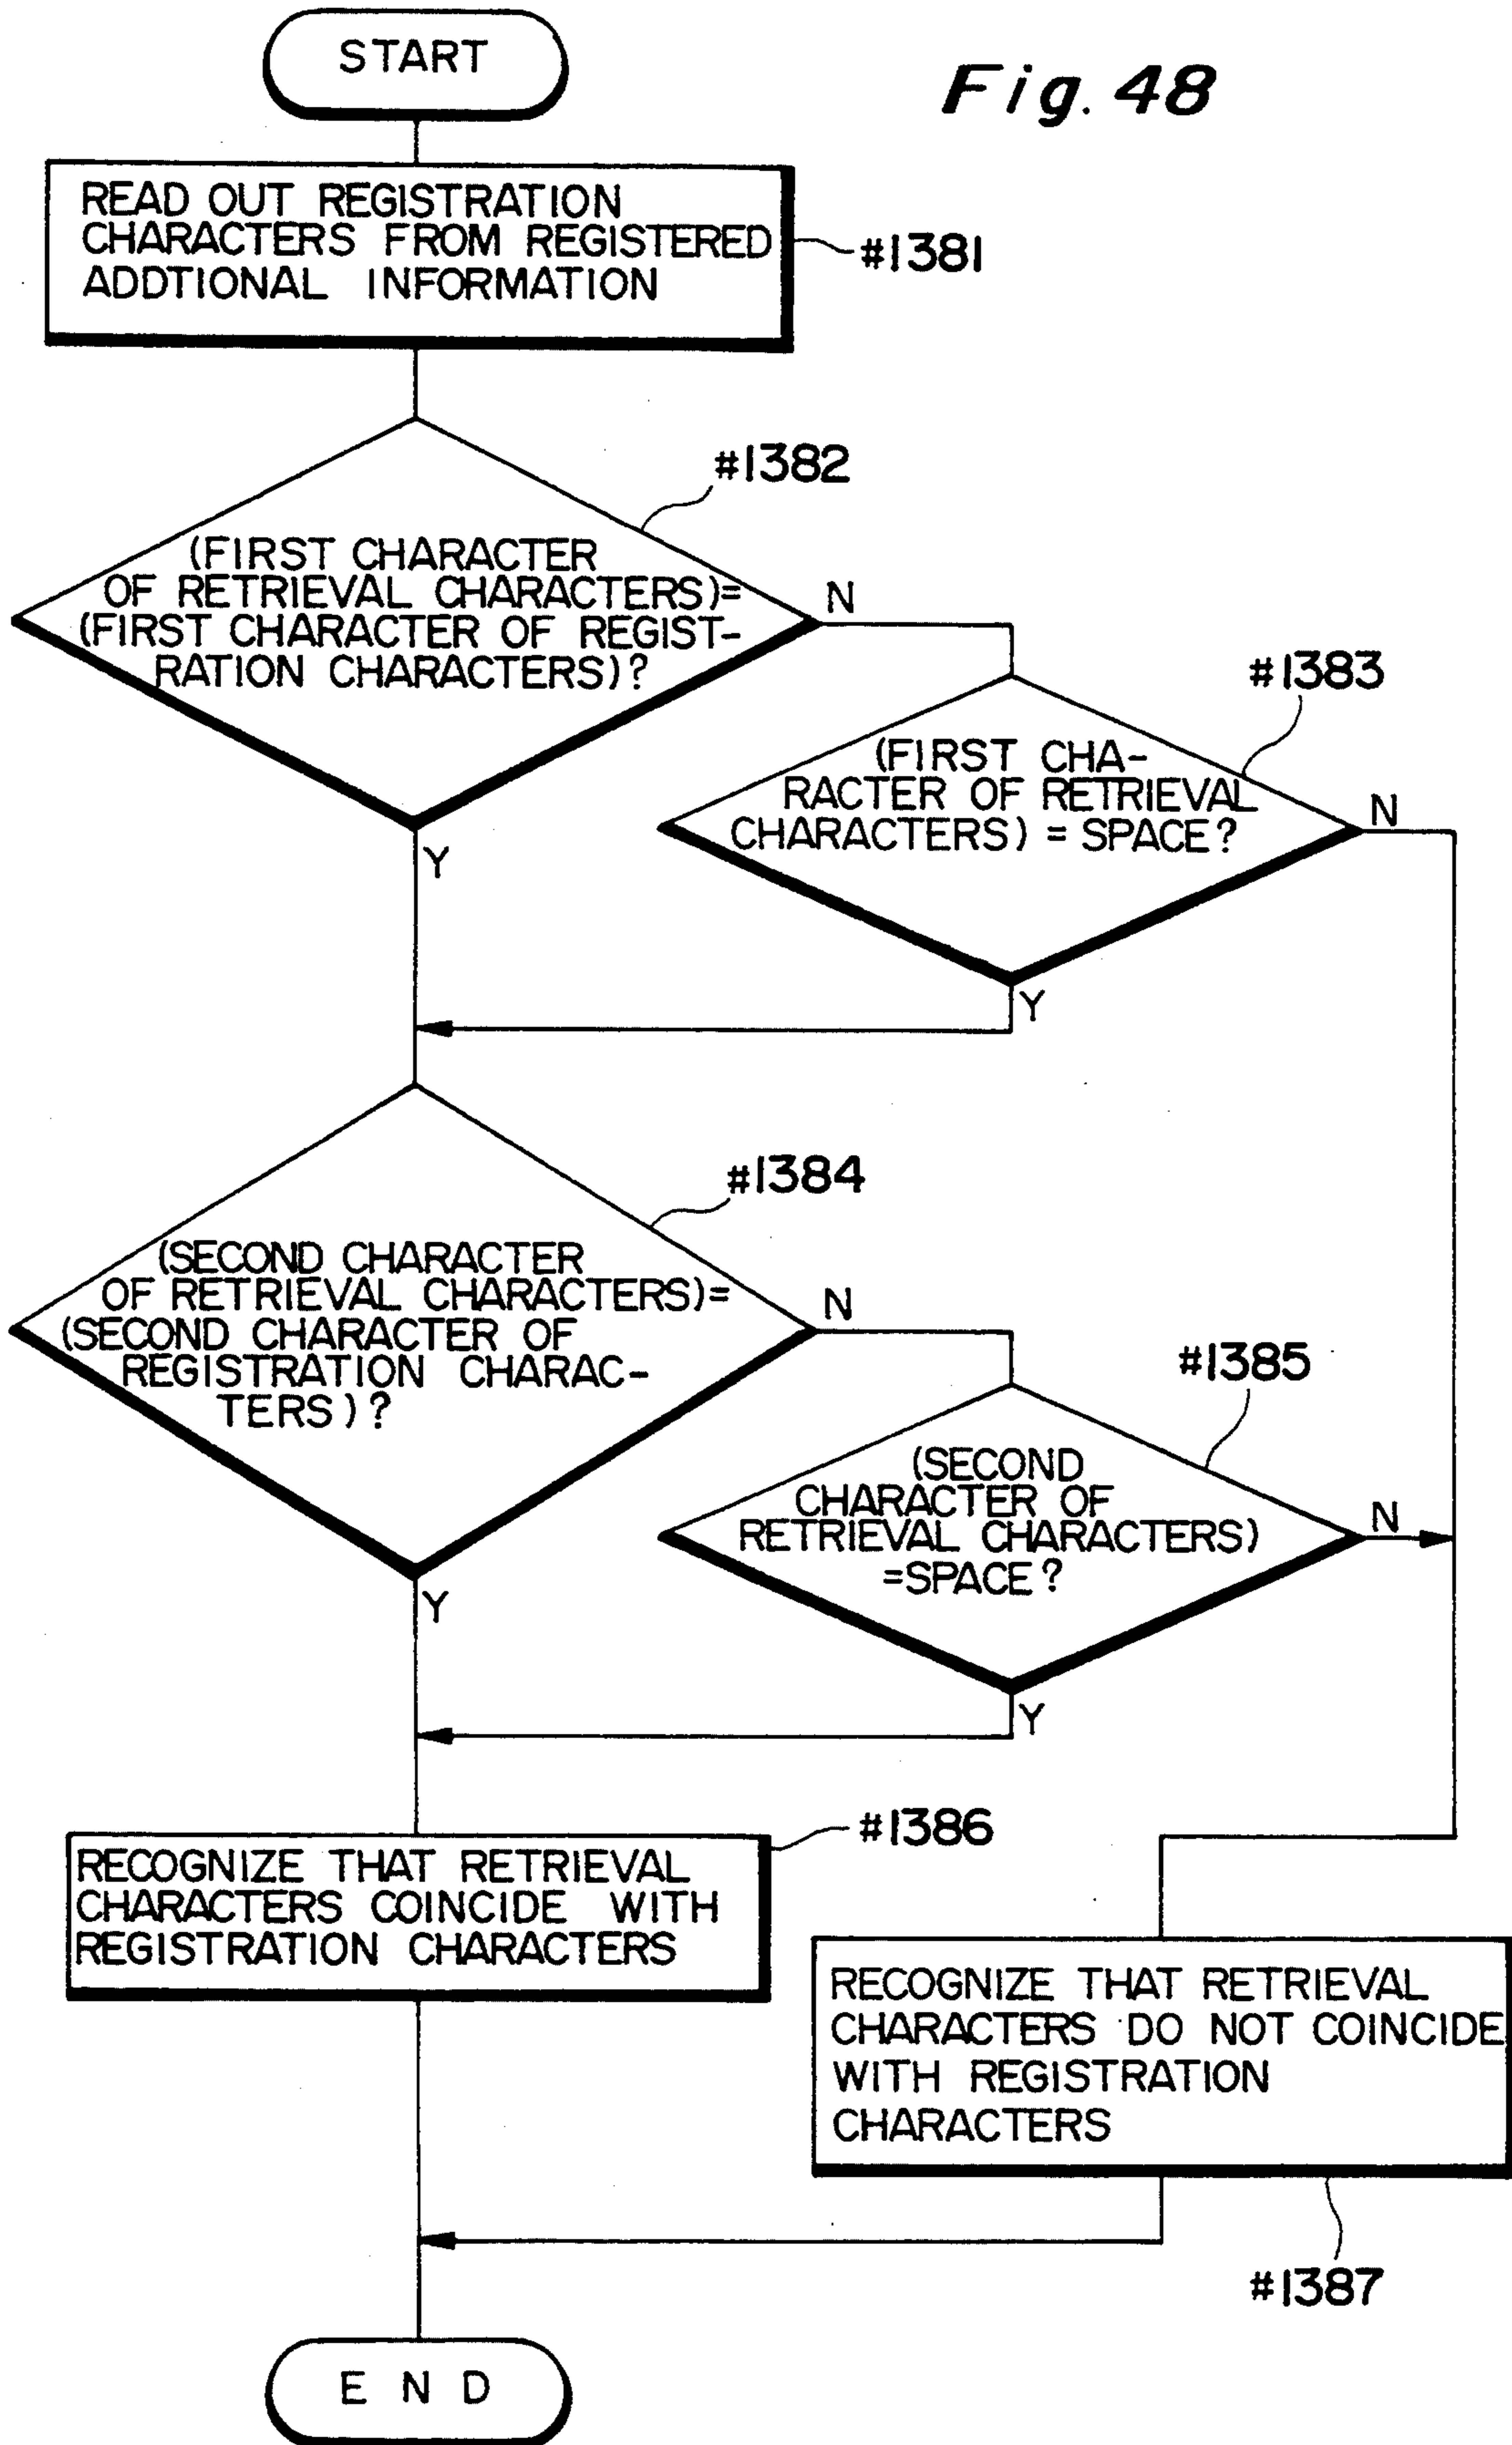 START
Fig. 48
READ OUT REGISTRATION
CHARACTERS FROM REGISTERED
ADDTIONAL INFORMATION
#1381
#1382
(FIRST CHARACTER
OF RETRIEVAL CHARACTERS)=
(FIRST CHARACTER OF REGIST-
RATION CHARACTERS)?
N
Y
#1383
(FIRST CHA-
RACTER OF RETRIEVAL
CHARACTERS) = SPACE?
N
Y
#1384
(SECOND CHARACTER
OF RETRIEVAL CHARACTERS)=
(SECOND CHARACTER OF
REGISTRATION CHARAC-
TERS)?
N
Y
#1385
(SECOND
CHARACTER OF
RETRIEVAL CHARACTERS)
=SPACE?
N
Y
#1386
RECOGNIZE THAT RETRIEVAL
CHARACTERS COINCIDE WITH
REGISTRATION CHARACTERS
RECOGNIZE THAT RETRIEVAL
CHARACTERS DO NOT COINCIDE
WITH REGISTRATION
CHARACTERS
#1387
END